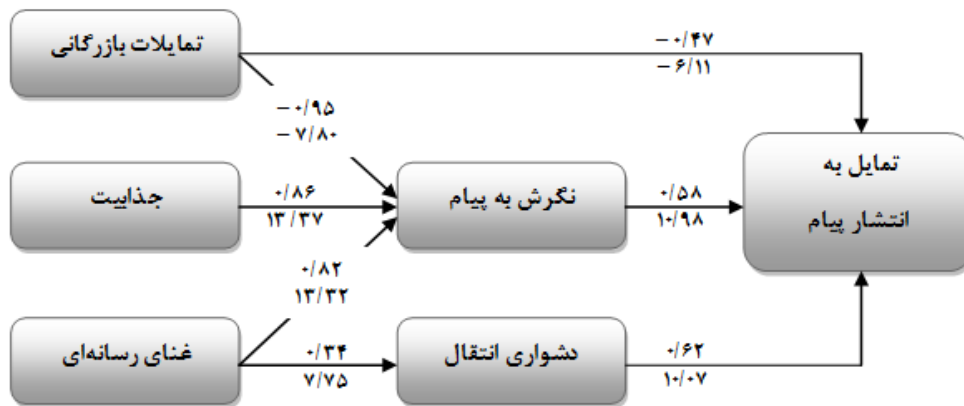 تمایلات بازرگانی
−۰/۴۷
−۶/۱۱
−۰/۹۵
−۷/۸۰
تمایل به
انتشار پیام
جذابیت
۰/۸۶
۱۳/۳۷
نگرش به پیام
۰/۵۸
۱۰/۹۸
۰/۸۲
۱۳/۳۲
غنای رسانه‌ای
۰/۳۴
۷/۷۵
دشواری انتقال
۰/۶۲
۱۰/۰۷